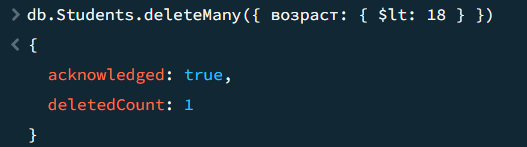 > db.Students.deleteMany({ возраст: { $lt: 18 } })
< {
acknowledged: true,
deletedCount: 1
}